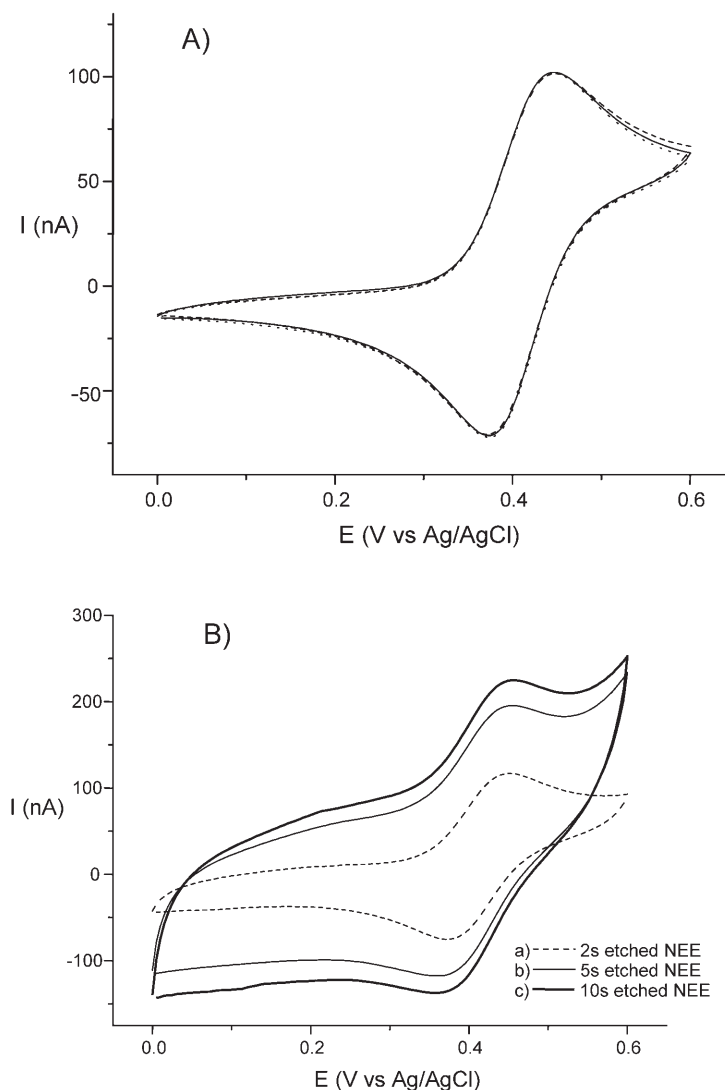 A)
100
50
0
-50
I (nA)
0.0 0.2 0.4 0.6
E (V vs Ag/AgCl)
B)
300
200
100
0
-100
I (nA)
a) 2s etched NEE
b) 5s etched NEE
c) 10s etched NEE
0.0 0.2 0.4 0.6
E (V vs Ag/AgCl)